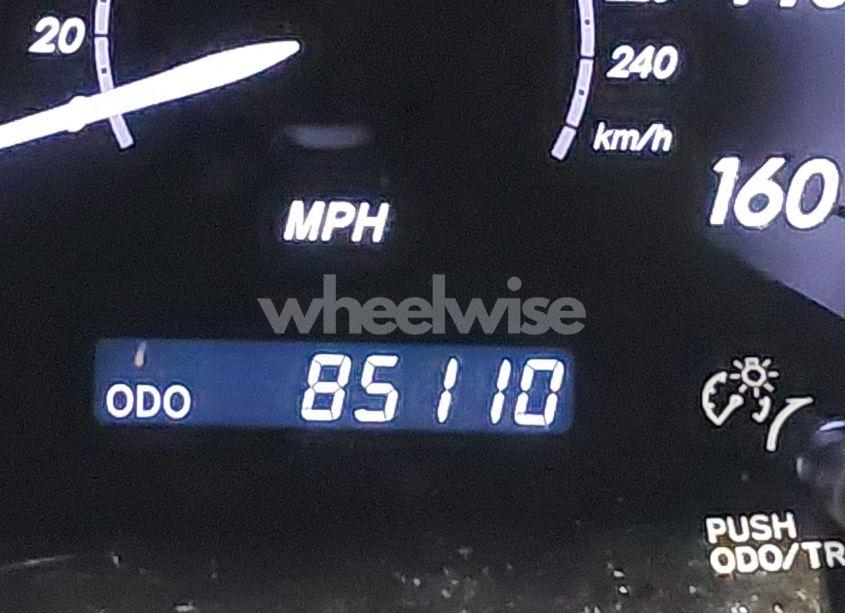 20
240
km/h
160
MPH
wheelwise
ODO 85110
PUSH
ODO/TR